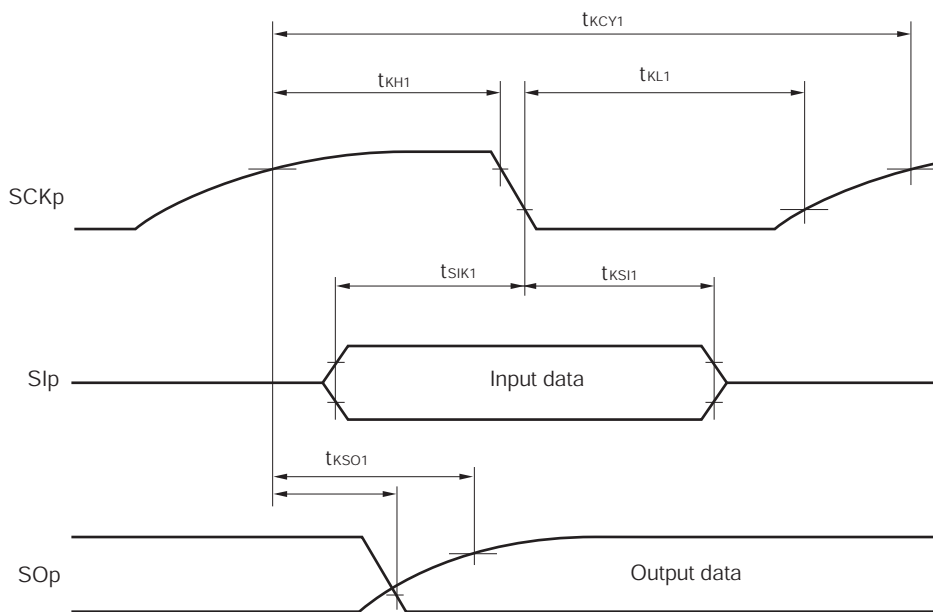 tKCY1
tKH1
tKL1
SCKp
tSIK1
tKSI1
SIp
Input data
tKSO1
SOp
Output data